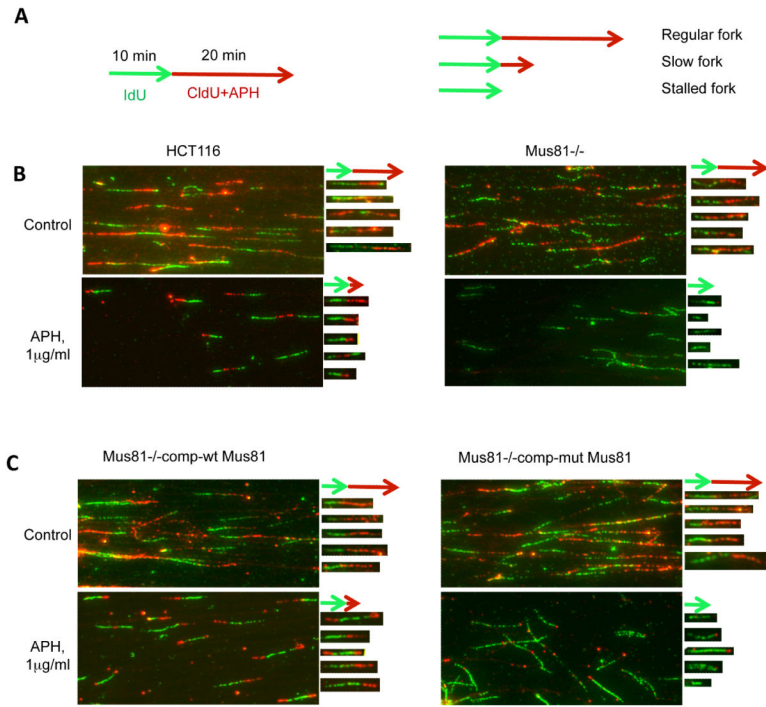 A
10 min
20 min
IdU
CldU+APH
Regular fork
Slow fork
Stalled fork
B
HCT116
Mus81-/-
Control
APH,
1μg/ml
C
Mus81-/-comp-wt Mus81
Mus81-/-comp-mut Mus81
Control
APH,
1μg/ml